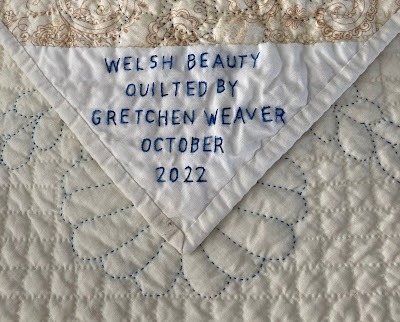 WELSH BEAUTY
QUILTED BY
GRETCHEN WEAVER
OCTOBER
2022